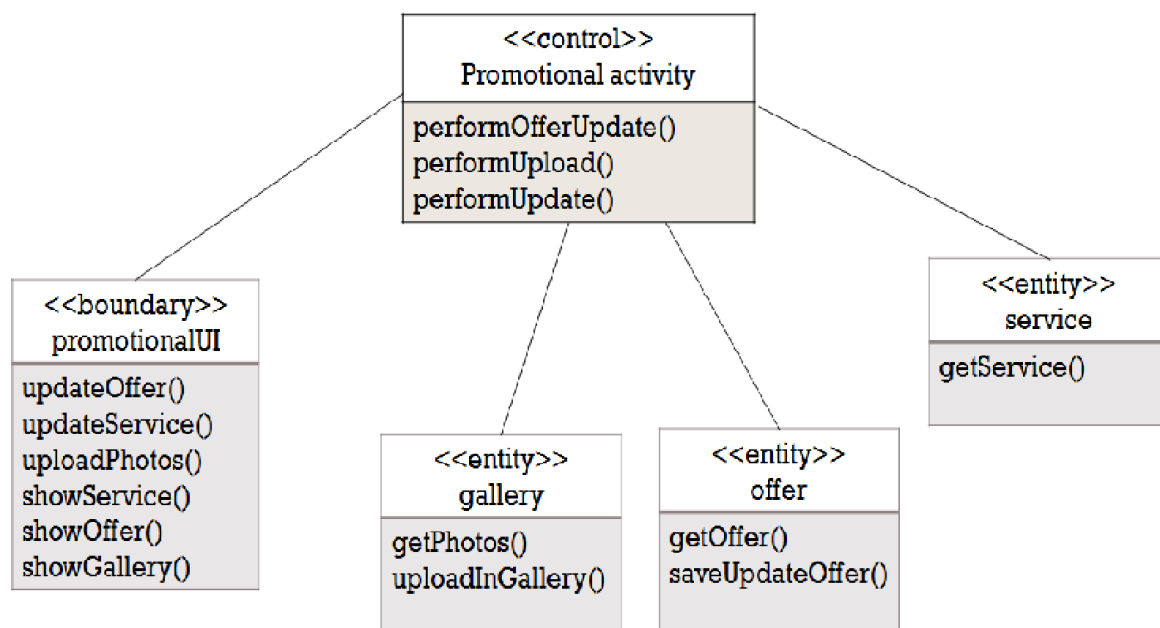 <<control>>
Promotional activity
performOfferUpdate()
performUpload()
performUpdate()
<<boundary>>
promotionalUI
updateOffer()
updateService()
uploadPhotos()
showService()
showOffer()
showGallery()
<<entity>>
gallery
getPhotos()
uploadInGallery()
<<entity>>
offer
getOffer()
saveUpdateOffer()
<<entity>>
service
getService()